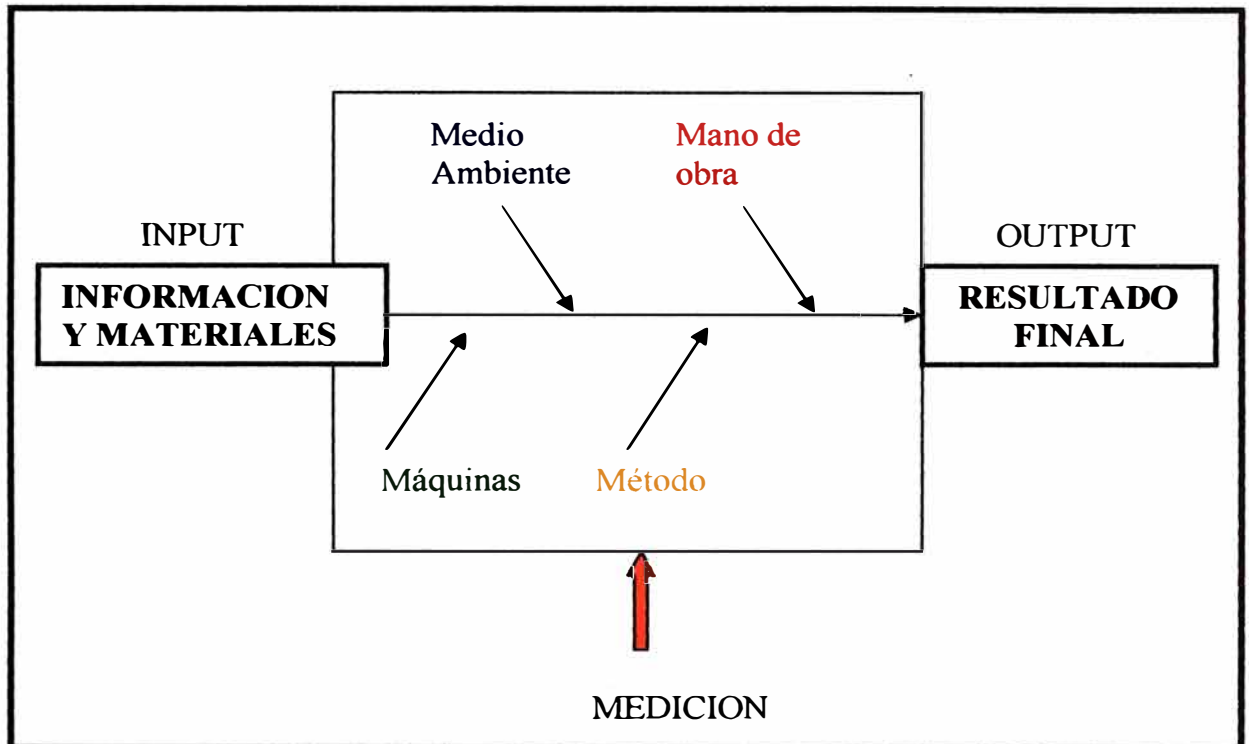 Medio
Ambiente
Mano de
obra
INPUT
INFORMACION
Y MATERIALES
OUTPUT
RESULTADO
FINAL
Máquinas
Método
MEDICION